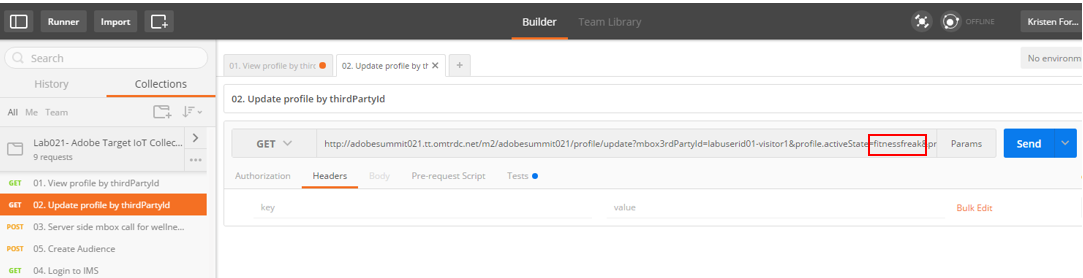 Runner Import Builder Team Library OFFLINE Kristen For...
Search
01. View profile by third
02. Update profile by th
No environm
History Collections
02. Update profile by thirdPartyId
All Me Team
Lab021- Adobe Target IoT Collec...
9 requests
GET http://adobesummit021.tt.omtrdc.net/m2/adobesummit021/profile/update?mbox3rdPartyId=labuserid01-visitor1&profile.activeState=fitnessfreak&pr Params Send
Authorization Headers Body Pre-request Script Tests
GET 01. View profile by thirdPartyId
GET 02. Update profile by thirdPartyId
key value Bulk Edit
POST 03. Server side mbox call for wellne...
POST 05. Create Audience
GET 04. Login to IMS